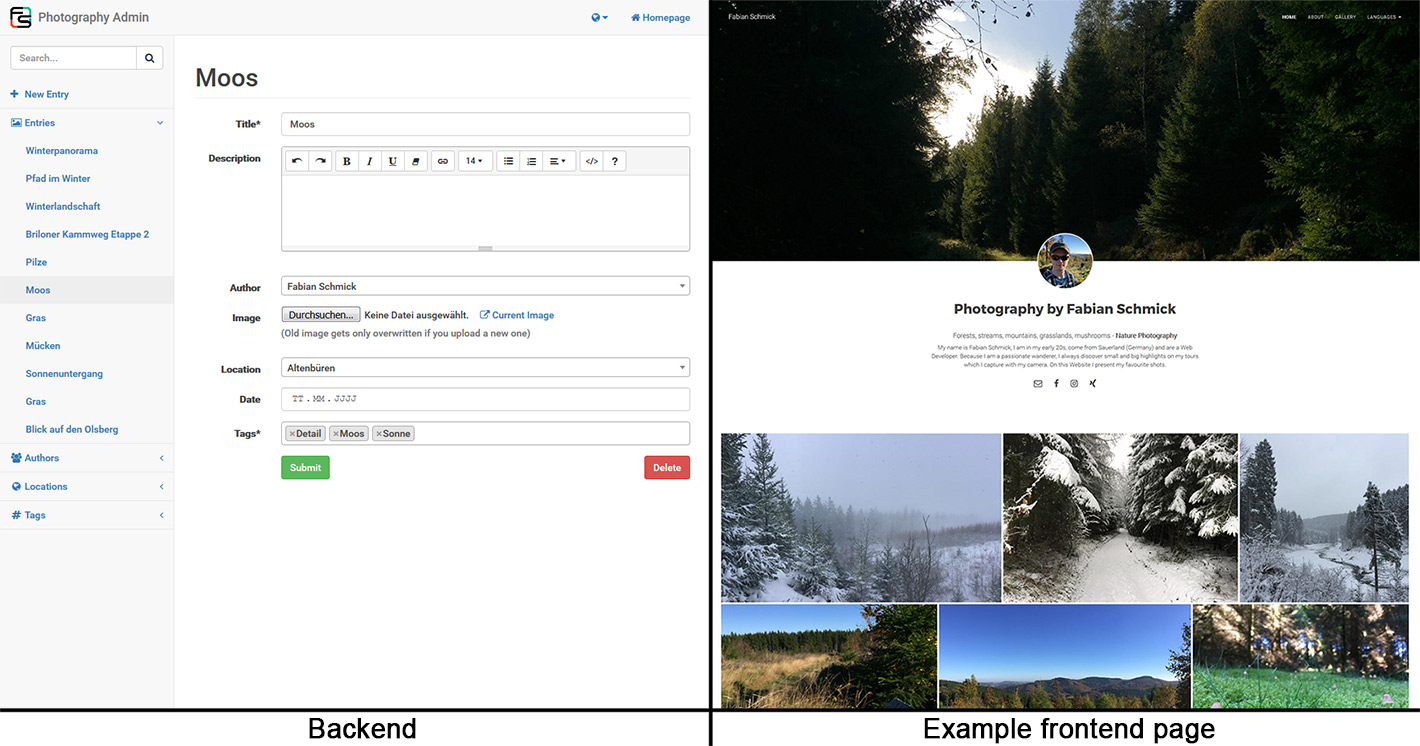 Photography Admin
Homepage
Search...
New Entry
Entries
Winterpanorama
Pfad im Winter
Winterlandschaft
Briloner Kammweg Etappe 2
Pilze
Moos
Gras
Mücken
Sonnenuntergang
Gras
Blick auf den Olsberg
Authors
Locations
Tags
Moos
Title* Moos
Description
B I U 14 </> ?
Author Fabian Schmick
Image Durchsuchen... Keine Datei ausgewählt. Current Image
(Old image gets only overwritten if you upload a new one)
Location Altenbüren
Date TT . MM . JJJJ
Tags* ×Detail ×Moos ×Sonne
Submit Delete
Backend
Fabian Schmick HOME ABOUT GALLERY LANGUAGES
Photography by Fabian Schmick
Forests, streams, mountains, grasslands, mushrooms - Nature Photography
My name is Fabian Schmick, I am in my early 20s, come from Sauerland (Germany) and are a Web
Developer. Because I am a passionate wanderer, I always discover small and big highlights on my tours
which I capture with my camera. On this Website I present my favourite shots.
Example frontend page